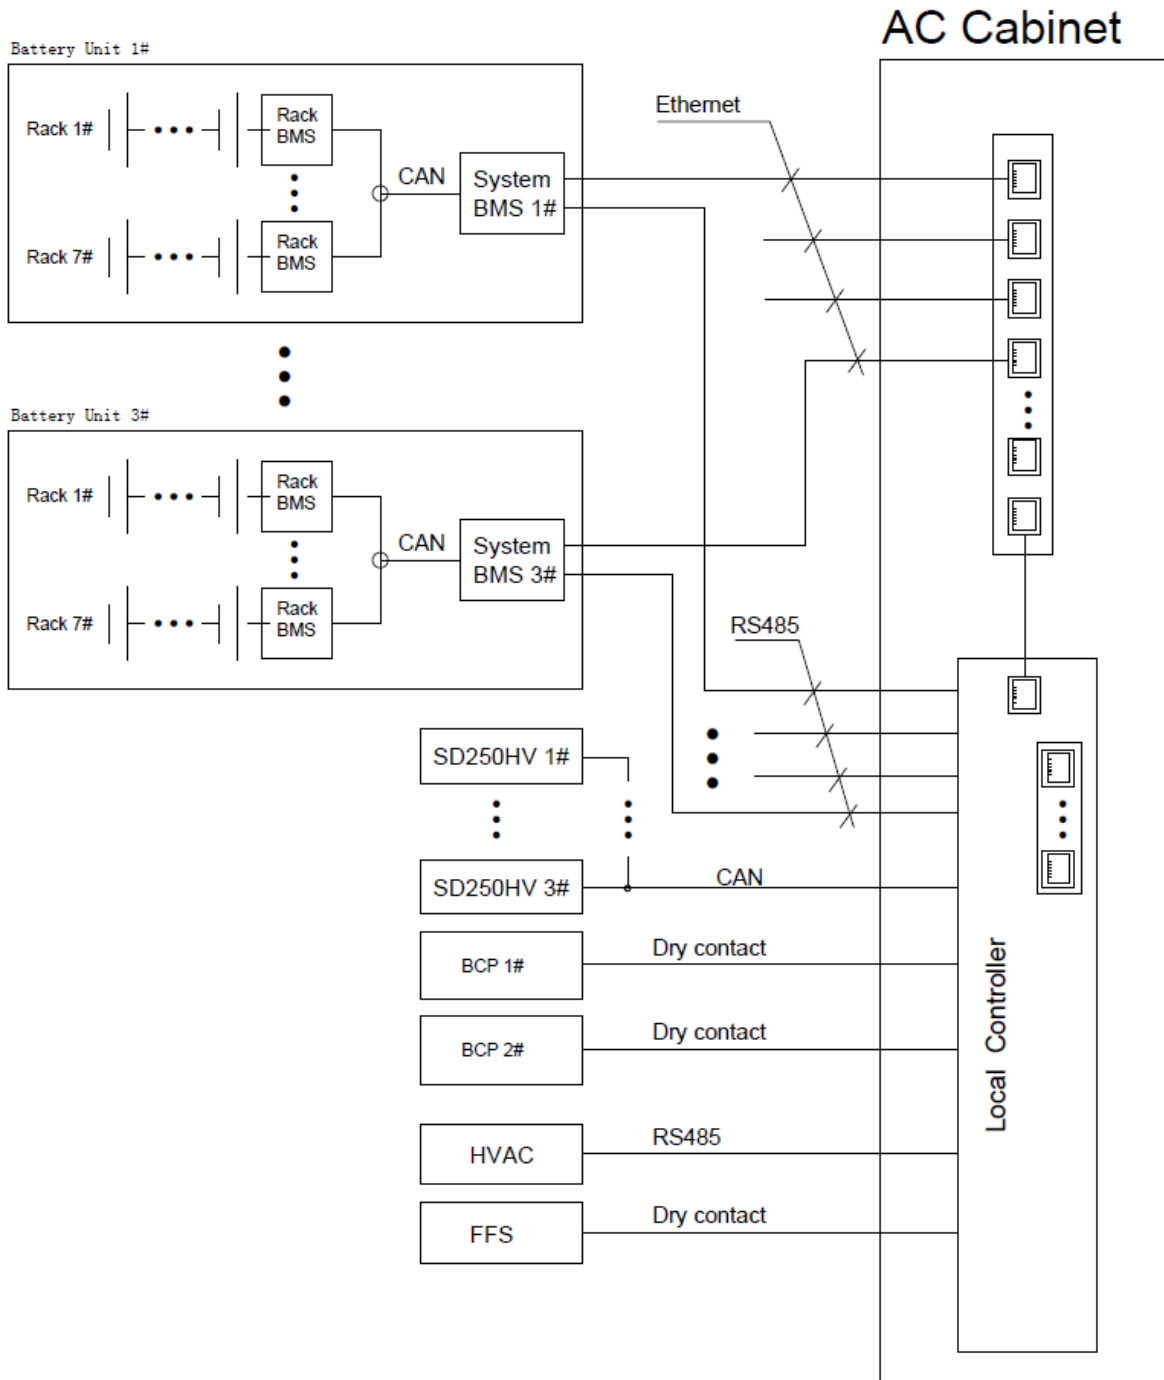 AC Cabinet
Battery Unit 1#
Rack 1#
Rack
BMS
Rack 7#
Rack
BMS
CAN
System
BMS 1#
Ethernet
Battery Unit 3#
Rack 1#
Rack
BMS
Rack 7#
Rack
BMS
CAN
System
BMS 3#
RS485
SD250HV 1#
SD250HV 3#
CAN
BCP 1#
Dry contact
BCP 2#
Dry contact
HVAC
RS485
FFS
Dry contact
Local Controller